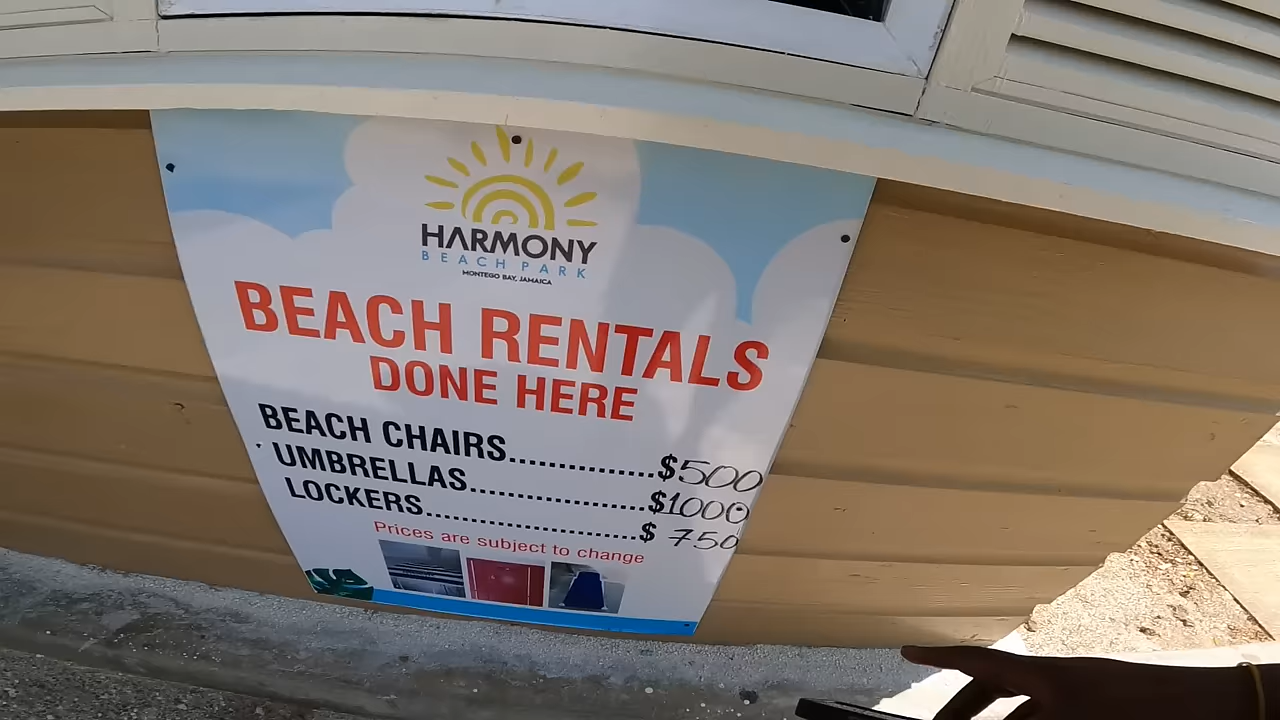 HARMONY
BEACH PARK
MONTEGO BAY, JAMAICA
BEACH RENTALS
DONE HERE
BEACH CHAIRS....................$500
UMBRELLAS........................$1000
LOCKERS.............................$ 750
Prices are subject to change